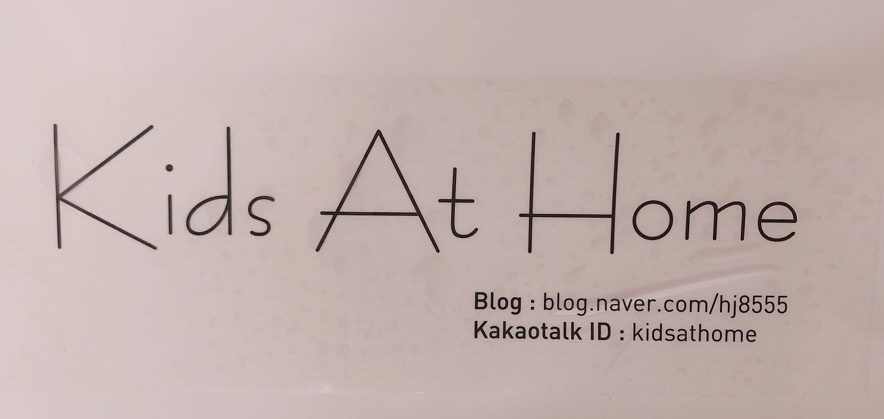 Kids At Home
Blog : blog.naver.com/hj8555
Kakaotalk ID : kidsathome